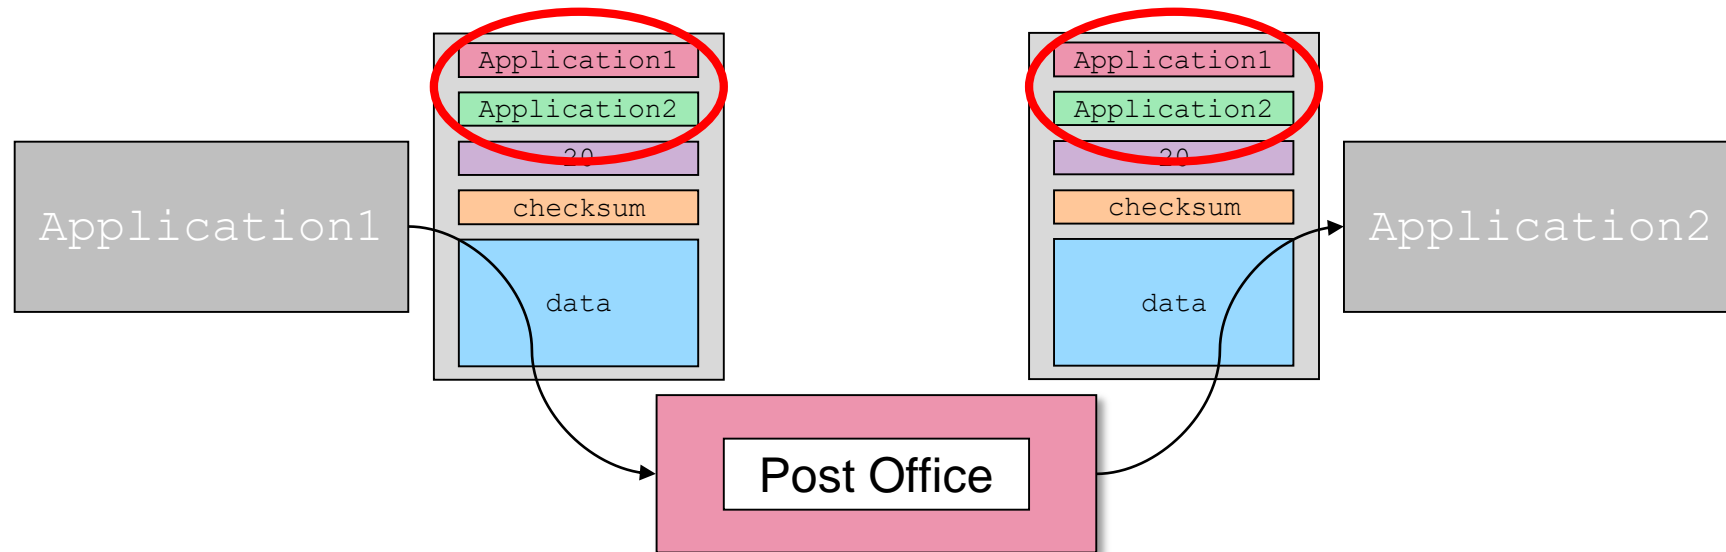 Application1
Application2
20
checksum
data
Application1
Application2
20
checksum
data
Application1
Application2
Post Office